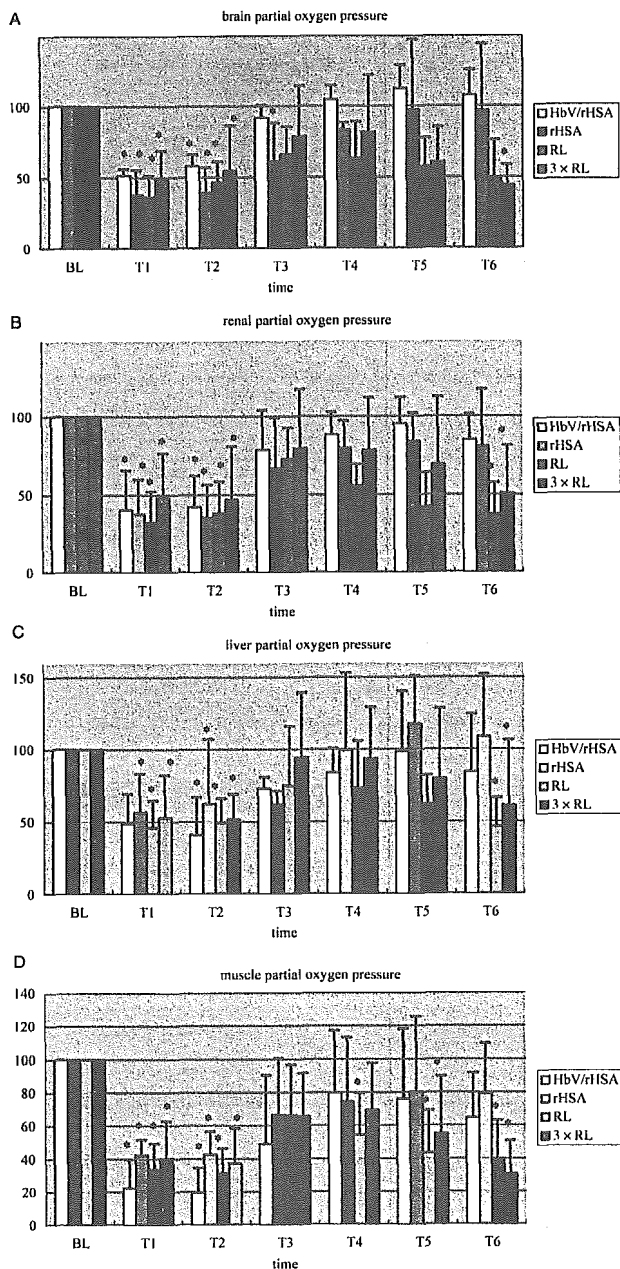 A
brain partial oxygen pressure
100
50
0
BL T1 T2 T3 T4 T5 T6
time
HbV/rHSA
rHSA
RL
3 × RL
B
renal partial oxygen pressure
100
50
0
BL T1 T2 T3 T4 T5 T6
time
HbV/rHSA
rHSA
RL
3 × RL
C
liver partial oxygen pressure
150
100
50
0
BL T1 T2 T3 T4 T5 T6
time
HbV/rHSA
rHSA
RL
3 × RL
D
muscle partial oxygen pressure
140
120
100
80
60
40
20
0
BL T1 T2 T3 T4 T5 T6
time
HbV/rHSA
rHSA
RL
3 × RL